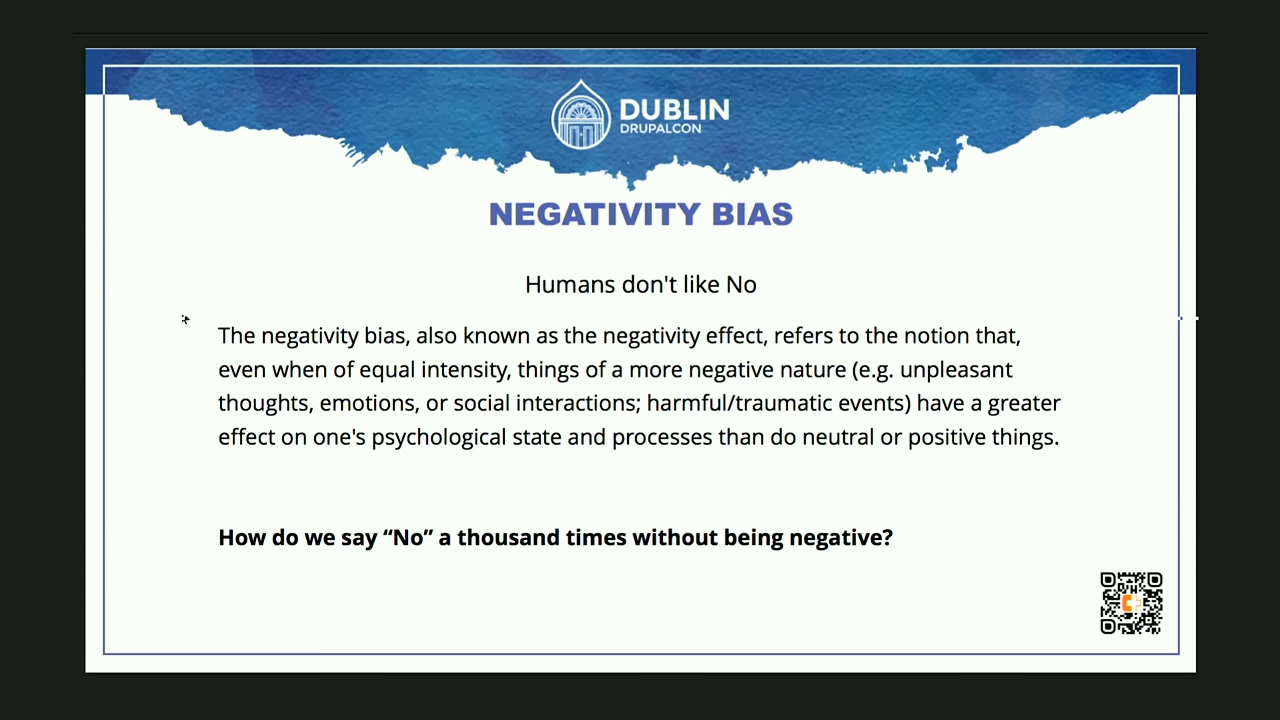 DUBLIN
DRUPALCON
NEGATIVITY BIAS
Humans don't like No
The negativity bias, also known as the negativity effect, refers to the notion that,
even when of equal intensity, things of a more negative nature (e.g. unpleasant
thoughts, emotions, or social interactions; harmful/traumatic events) have a greater
effect on one's psychological state and processes than do neutral or positive things.
How do we say “No” a thousand times without being negative?